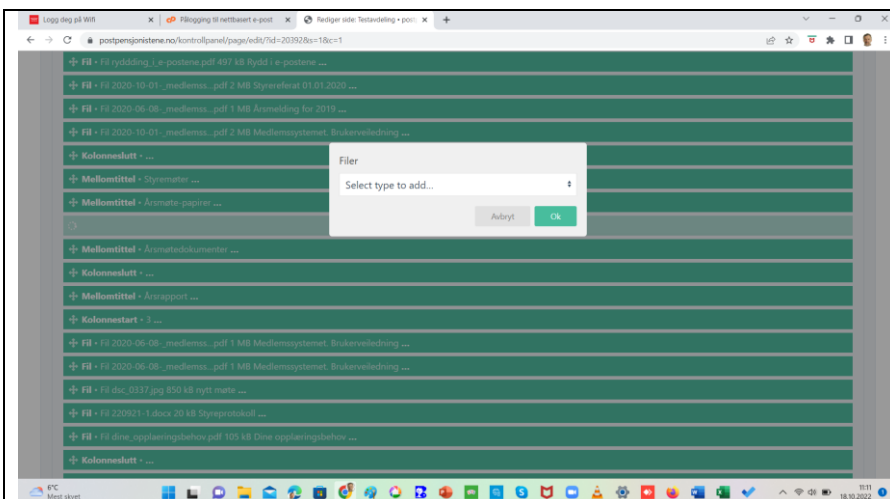 Logg deg på Wifi
Pålogging til nettbasert e-post
Rediger side: Testavdeling • post
postpensjonistene.no/kontrollpanel/page/edit/?id=20392&s=1&c=1
Fil • Fil ryddding_i_e-postene.pdf 497 kB Rydd i e-postene ...
Fil • Fil 2020-10-01-_medlemss...pdf 2 MB Styrereferat 01.01.2020 ...
Fil • Fil 2020-06-08-_medlemss...pdf 1 MB Årsmelding for 2019 ...
Fil • Fil 2020-10-01-_medlemss...pdf 2 MB Medlemssystemet. Brukerveiledning ...
Kolonneslutt • ...
Filer
Mellomtittel • Styremøter ...
Select type to add...
Mellomtittel • Årsmøte-papirer ...
Avbryt
Ok
Mellomtittel • Årsmøtedokumenter ...
Kolonneslutt • ...
Mellomtittel • Årsrapport ...
Kolonnestart • 3 ...
Fil • Fil 2020-06-08-_medlemss...pdf 1 MB Medlemssystemet. Brukerveiledning ...
Fil • Fil 2020-06-08-_medlemss...pdf 1 MB Medlemssystemet. Brukerveiledning ...
Fil • Fil dsc_0337.jpg 850 kB nytt møte ...
Fil • Fil 220921-1.docx 20 kB Styreprotokoll ...
Fil • Fil dine_opplaeringsbehov.pdf 105 kB Dine opplæringsbehov ...
Kolonneslutt • ...
6°C
Mest skyet
11:11
18.10.2022